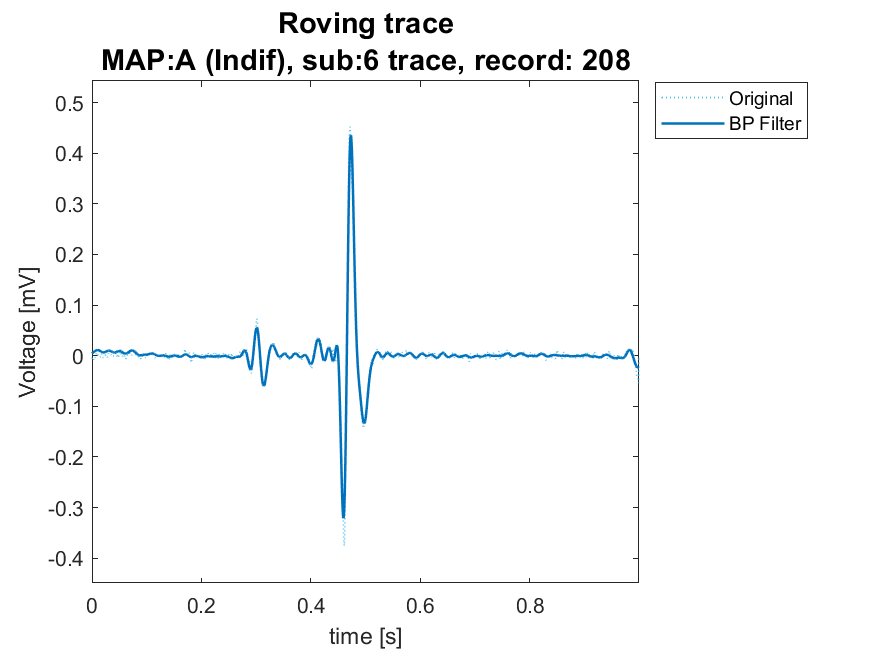 Roving trace
MAP:A (Indif), sub:6 trace, record: 208
Original
BP Filter
0.5
0.4
0.3
0.2
0.1
0
-0.1
-0.2
-0.3
-0.4
Voltage [mV]
0 0.2 0.4 0.6 0.8
time [s]